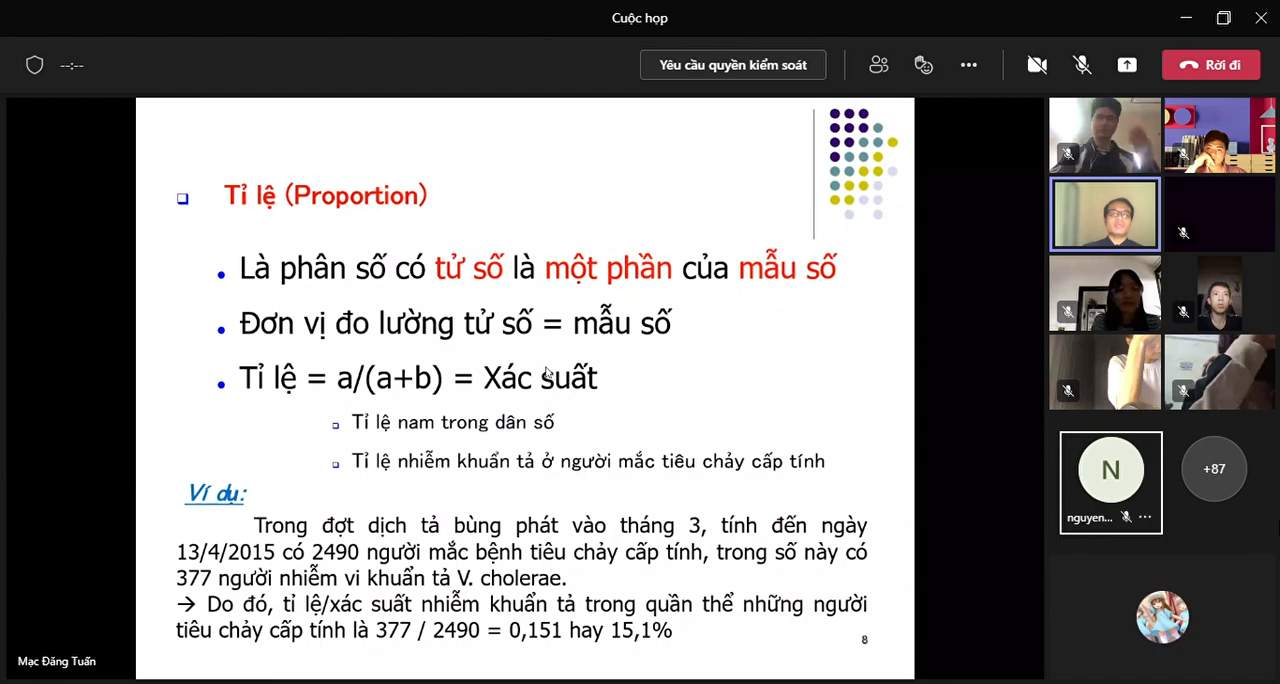 Cuộc họp
--:--
Yêu cầu quyền kiểm soát
Rời đi
Tỉ lệ (Proportion)
Là phân số có tử số là một phần của mẫu số
Đơn vị đo lường tử số = mẫu số
Tỉ lệ = a/(a+b) = Xác suất
Tỉ lệ nam trong dân số
Tỉ lệ nhiễm khuẩn tả ở người mắc tiêu chảy cấp tính
Ví dụ:
Trong đợt dịch tả bùng phát vào tháng 3, tính đến ngày
13/4/2015 có 2490 người mắc bệnh tiêu chảy cấp tính, trong số này có
377 người nhiễm vi khuẩn tả V. cholerae.
→ Do đó, tỉ lệ/xác suất nhiễm khuẩn tả trong quần thể những người
tiêu chảy cấp tính là 377 / 2490 = 0,151 hay 15,1%
8
Mạc Đăng Tuấn
N
nguyen...
+87